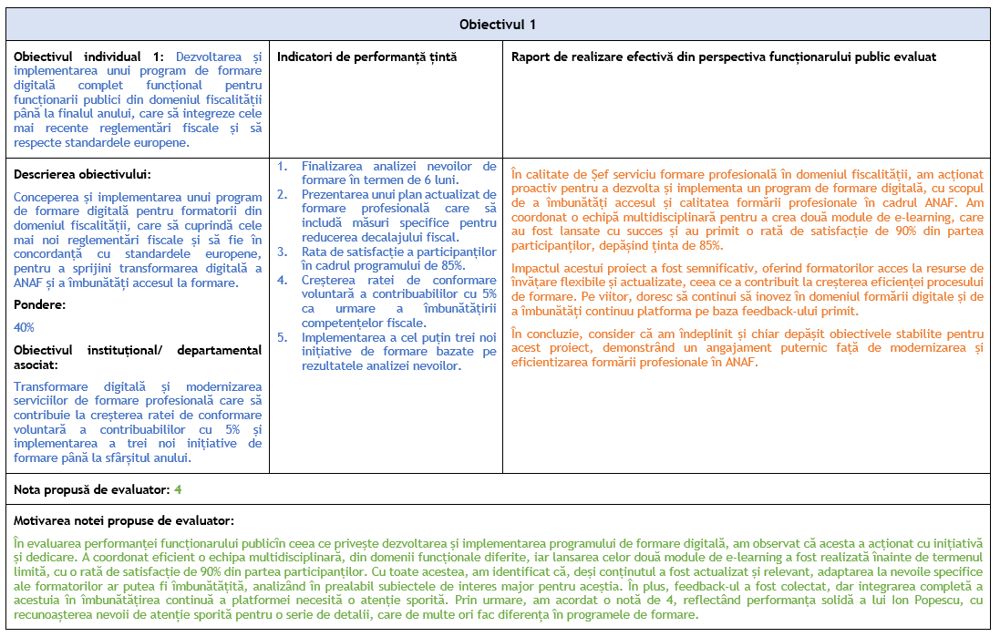 Obiectivul 1
Obiectivul individual 1: Dezvoltarea și
implementarea unui program de formare
digitală complet funcțional pentru
funcționarii publici din domeniul fiscalității
până la finalul anului, care să integreze cele
mai recente reglementări fiscale și să
respecte standardele europene.
Indicatori de performanță țintă
Raport de realizare efectivă din perspectiva funcționarului public evaluat
Descrierea obiectivului:
Conceperea și implementarea unui program
de formare digitală pentru formatorii din
domeniul fiscalității, care să cuprindă cele
mai noi reglementări fiscale și să fie în
concordanță cu standardele europene,
pentru a sprijini transformarea digitală a
ANAF și a îmbunătăți accesul la formare.
Pondere:
40%
Obiectivul instituțional/ departamental
asociat:
Transformare digitală și modernizarea
serviciilor de formare profesională care să
contribuie la creșterea ratei de conformare
voluntară a contribuabililor cu 5% și
implementarea a trei noi inițiative de
formare până la sfârșitul anului.
1. Finalizarea analizei nevoilor de
formare în termen de 6 luni.
2. Prezentarea unui plan actualizat de
formare profesională care să
includă măsuri specifice pentru
reducerea decalajului fiscal.
3. Rata de satisfacție a participanților
în cadrul programului de 85%.
4. Creșterea ratei de conformare
voluntară a contribuabililor cu 5%
ca urmare a îmbunătățirii
competențelor fiscale.
5. Implementarea a cel puțin trei noi
inițiative de formare bazate pe
rezultatele analizei nevoilor.
În calitate de Șef serviciu formare profesională în domeniul fiscalității, am acționat
proactiv pentru a dezvolta și implementa un program de formare digitală, cu scopul
de a îmbunătăți accesul și calitatea formării profesionale în cadrul ANAF. Am
coordonat o echipă multidisciplinară pentru a crea două module de e-learning, care
au fost lansate cu succes și au primit o rată de satisfacție de 90% din partea
participanților, depășind ținta de 85%.
Impactul acestui proiect a fost semnificativ, oferind formatorilor acces la resurse de
învățare flexibile și actualizate, ceea ce a contribuit la creșterea eficienței procesului
de formare. Pe viitor, doresc să continui să inovez în domeniul formării digitale și de
a îmbunătăți continuu platforma pe baza feedback-ului primit.
În concluzie, consider că am îndeplinit și chiar depășit obiectivele stabilite pentru
acest proiect, demonstrând un angajament puternic față de modernizarea și
eficientizarea formării profesionale în ANAF.
Nota propusă de evaluator: 4
Motivarea notei propuse de evaluator:
În evaluarea performanței funcționarului publicîn ceea ce privește dezvoltarea și implementarea programului de formare digitală, am observat că acesta a acționat cu inițiativă
și dedicare. A coordonat eficient o echipa multidisciplinară, din domenii funcționale diferite, iar lansarea celor două module de e-learning a fost realizată înainte de termenul
limită, cu o rată de satisfacție de 90% din partea participanților. Cu toate acestea, am identificat că, deși conținutul a fost actualizat și relevant, adaptarea la nevoile specifice
ale formatorilor ar putea fi îmbunătățită, analizând în prealabil subiectele de interes major pentru aceștia. În plus, feedback-ul a fost colectat, dar integrarea completă a
acestuia în îmbunătățirea continuă a platformei necesită o atenție sporită. Prin urmare, am acordat o notă de 4, reflectând performanța solidă a lui Ion Popescu, cu
recunoașterea nevoii de atenție sporită pentru o serie de detalii, care de multe ori fac diferența în programele de formare.